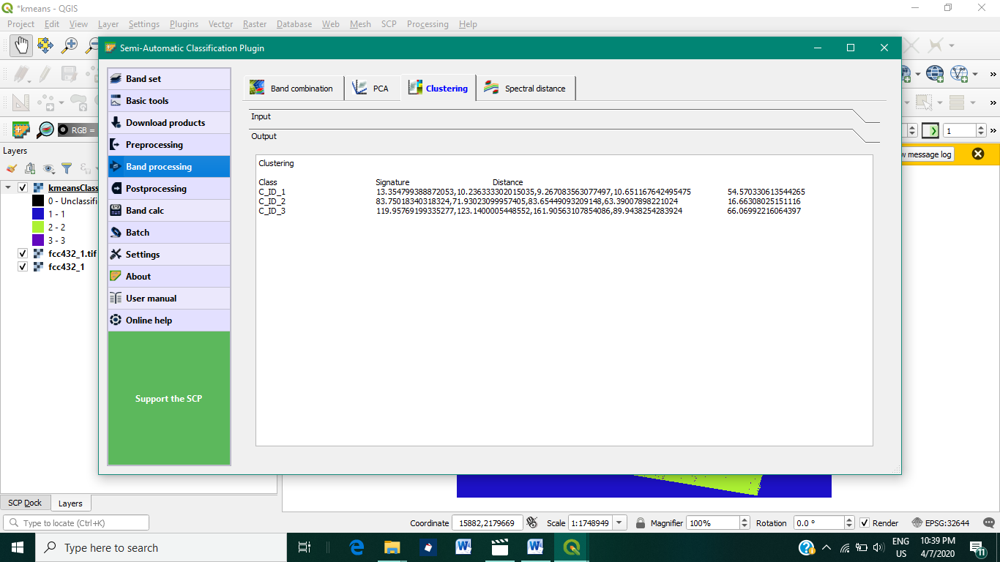 *kmeans - QGIS
Project Edit View Layer Settings Plugins Vector Raster Database Web Mesh SCP Processing Help
Semi-Automatic Classification Plugin
Band set
Basic tools
Download products
Preprocessing
Band processing
Postprocessing
Band calc
Batch
Settings
About
User manual
Online help
Support the SCP
Band combination PCA Clustering Spectral distance
Input
Output
Clustering
Class Signature Distance
C_ID_1 13.354799388872053,10.236333302015035,9.267083563077497,10.651167642495475 54.570330613544265
C_ID_2 83.75018340318324,71.93023099957405,83.65449093209148,63.39007898221024 16.66308025151116
C_ID_3 119.95769199335277,123.1400005448552,161.90563107854086,89.9438254283924 66.06992216064397
RGB =
1
w message log
Layers
kmeansClass
0 - Unclassifi
1 - 1
2 - 2
3 - 3
fcc432_1.tif
fcc432_1
SCP Dock Layers
Type to locate (Ctrl+K) Coordinate 15882,2179669 Scale 1:1748949 Magnifier 100% Rotation 0.0 ° Render EPSG:32644
Type here to search
ENG
US
10:39 PM
4/7/2020
11